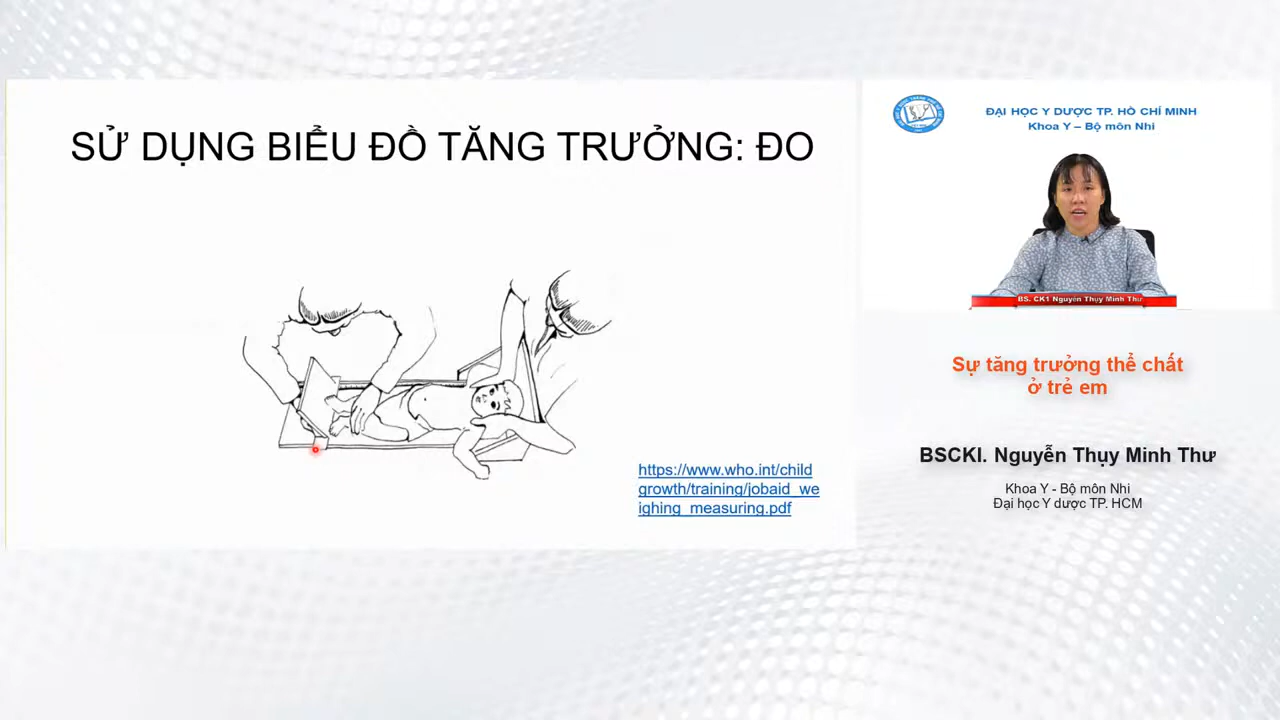 SỬ DỤNG BIỂU ĐỒ TĂNG TRƯỞNG: ĐO
https://www.who.int/child
growth/training/jobaid_we
ighing_measuring.pdf
ĐẠI HỌC Y DƯỢC TP. HỒ CHÍ MINH
Khoa Y – Bộ môn Nhi
BS. CK1 Nguyễn Thụy Minh Thư
Sự tăng trưởng thể chất
ở trẻ em
BSCKI. Nguyễn Thụy Minh Thư
Khoa Y - Bộ môn Nhi
Đại học Y dược TP. HCM